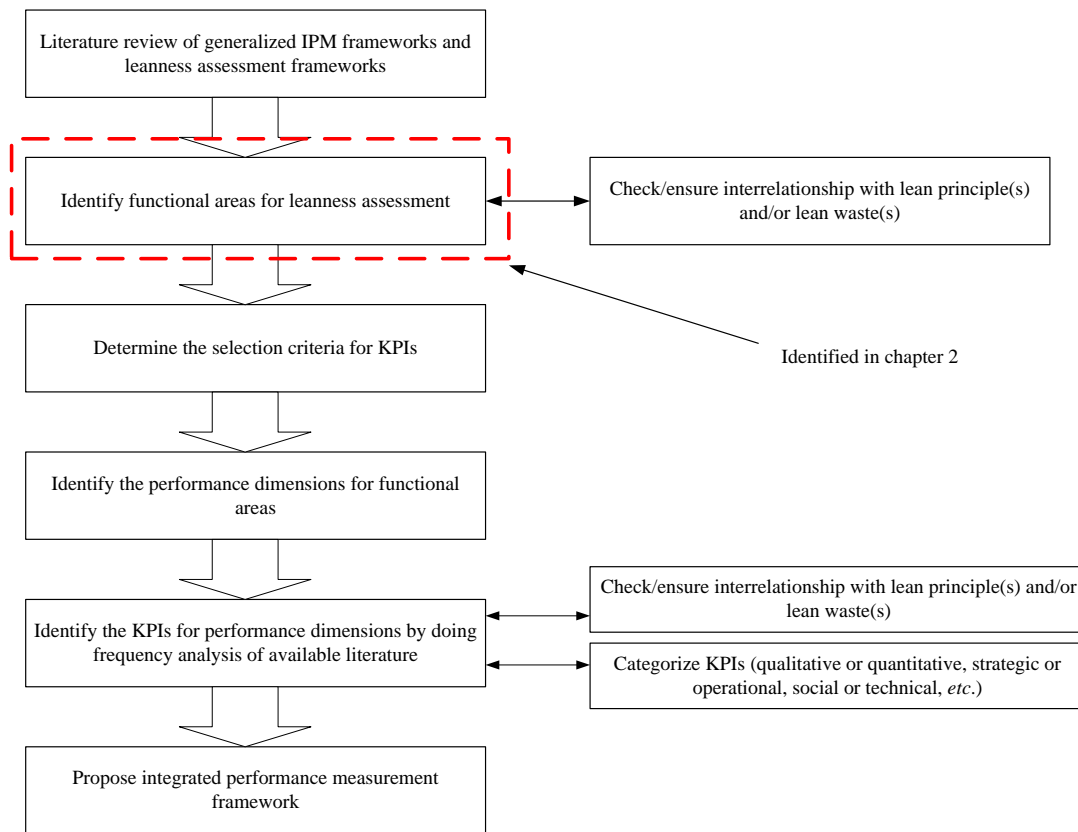 Literature review of generalized IPM frameworks and
leanness assessment frameworks
Identify functional areas for leanness assessment
Check/ensure interrelationship with lean principle(s)
and/or lean waste(s)
Determine the selection criteria for KPIs
Identified in chapter 2
Identify the performance dimensions for functional
areas
Identify the KPIs for performance dimensions by doing
frequency analysis of available literature
Check/ensure interrelationship with lean principle(s) and/or
lean waste(s)
Categorize KPIs (qualitative or quantitative, strategic or
operational, social or technical, etc.)
Propose integrated performance measurement
framework